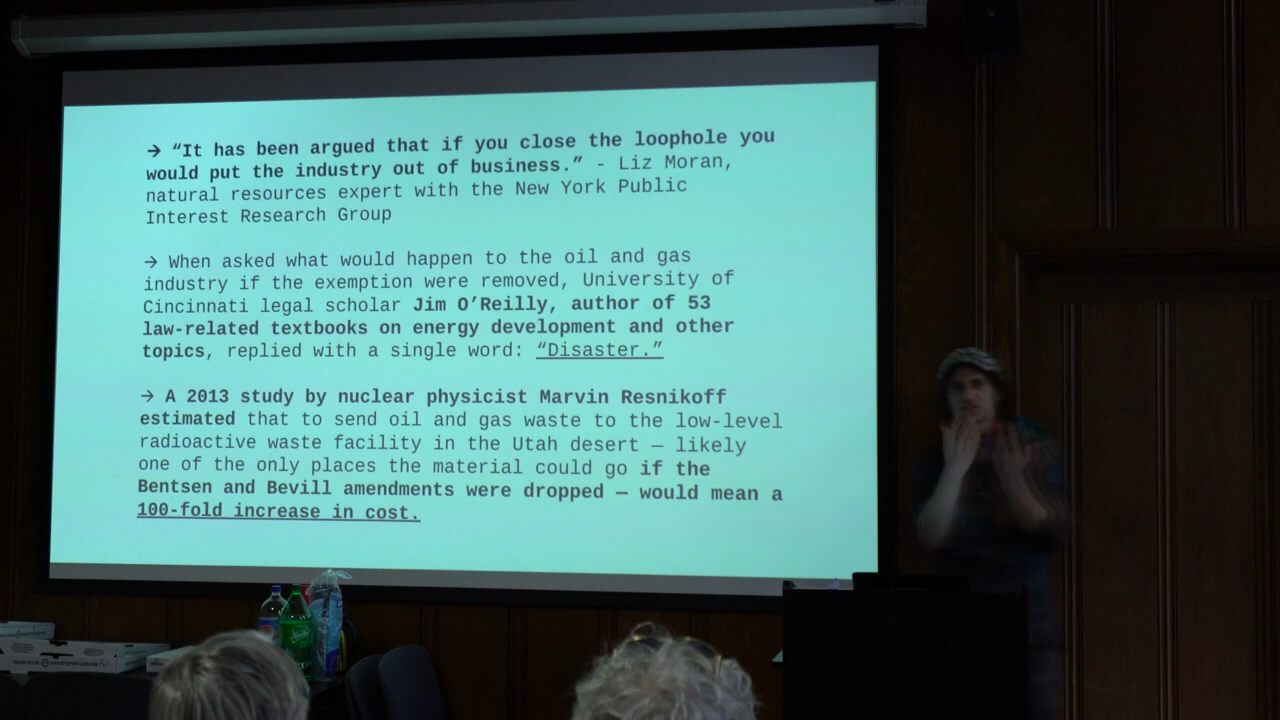 → “It has been argued that if you close the loophole you
would put the industry out of business.” - Liz Moran,
natural resources expert with the New York Public
Interest Research Group
→ When asked what would happen to the oil and gas
industry if the exemption were removed, University of
Cincinnati legal scholar Jim O’Reilly, author of 53
law-related textbooks on energy development and other
topics, replied with a single word: “Disaster.”
→ A 2013 study by nuclear physicist Marvin Resnikoff
estimated that to send oil and gas waste to the low-level
radioactive waste facility in the Utah desert — likely
one of the only places the material could go if the
Bentsen and Bevill amendments were dropped — would mean a
100-fold increase in cost.
Sprite